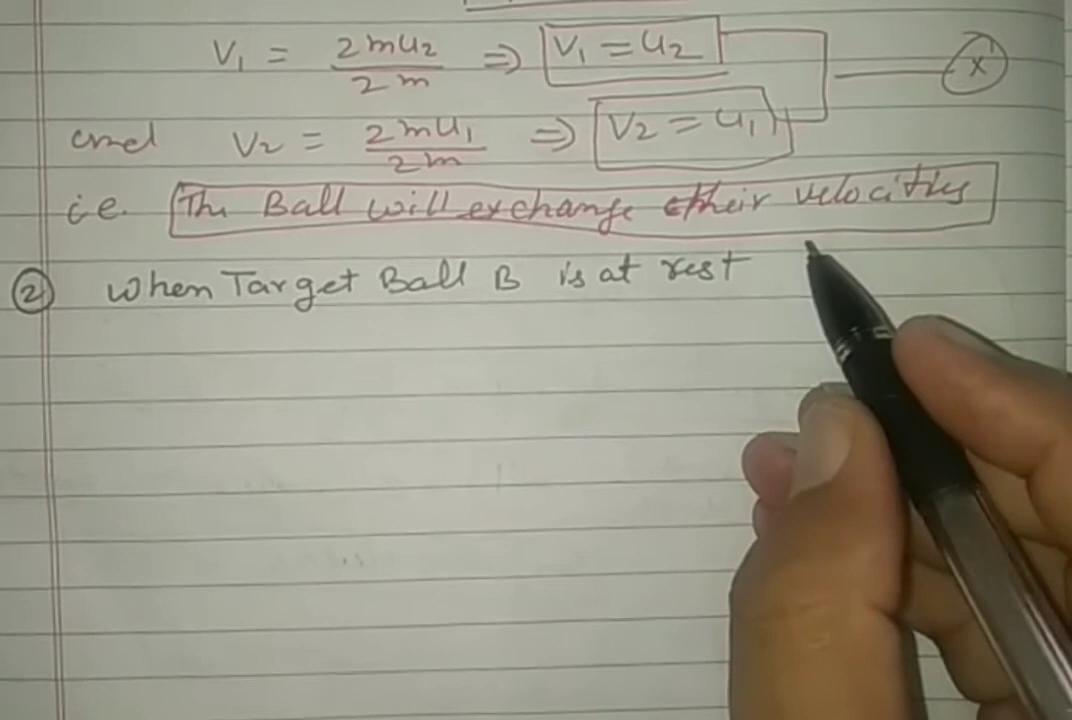 V1 = 2mu2 / 2m ⇒ V1 = u2 (x)
and V2 = 2mu1 / 2m ⇒ V2 = u1
i.e. The Ball will exchange their velocities
(2) when Target Ball B is at rest